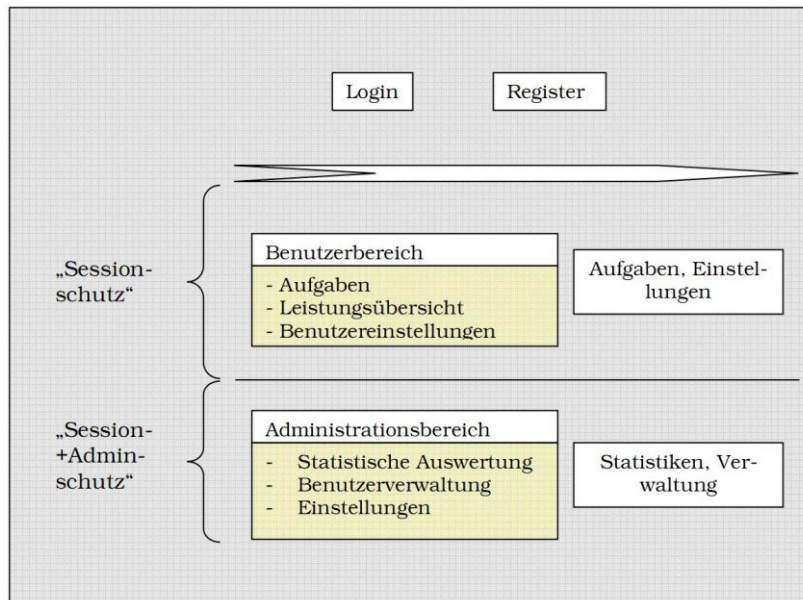 Login
Register
„Session-
schutz“
Benutzerbereich
- Aufgaben
- Leistungsübersicht
- Benutzereinstellungen
Aufgaben, Einstel-
lungen
„Session-
+Admin-
schutz“
Administrationsbereich
- Statistische Auswertung
- Benutzerverwaltung
- Einstellungen
Statistiken, Ver-
waltung